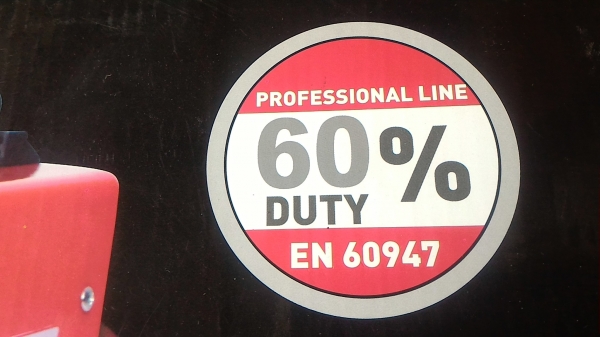 PROFESSIONAL LINE
60%
DUTY
EN 60947